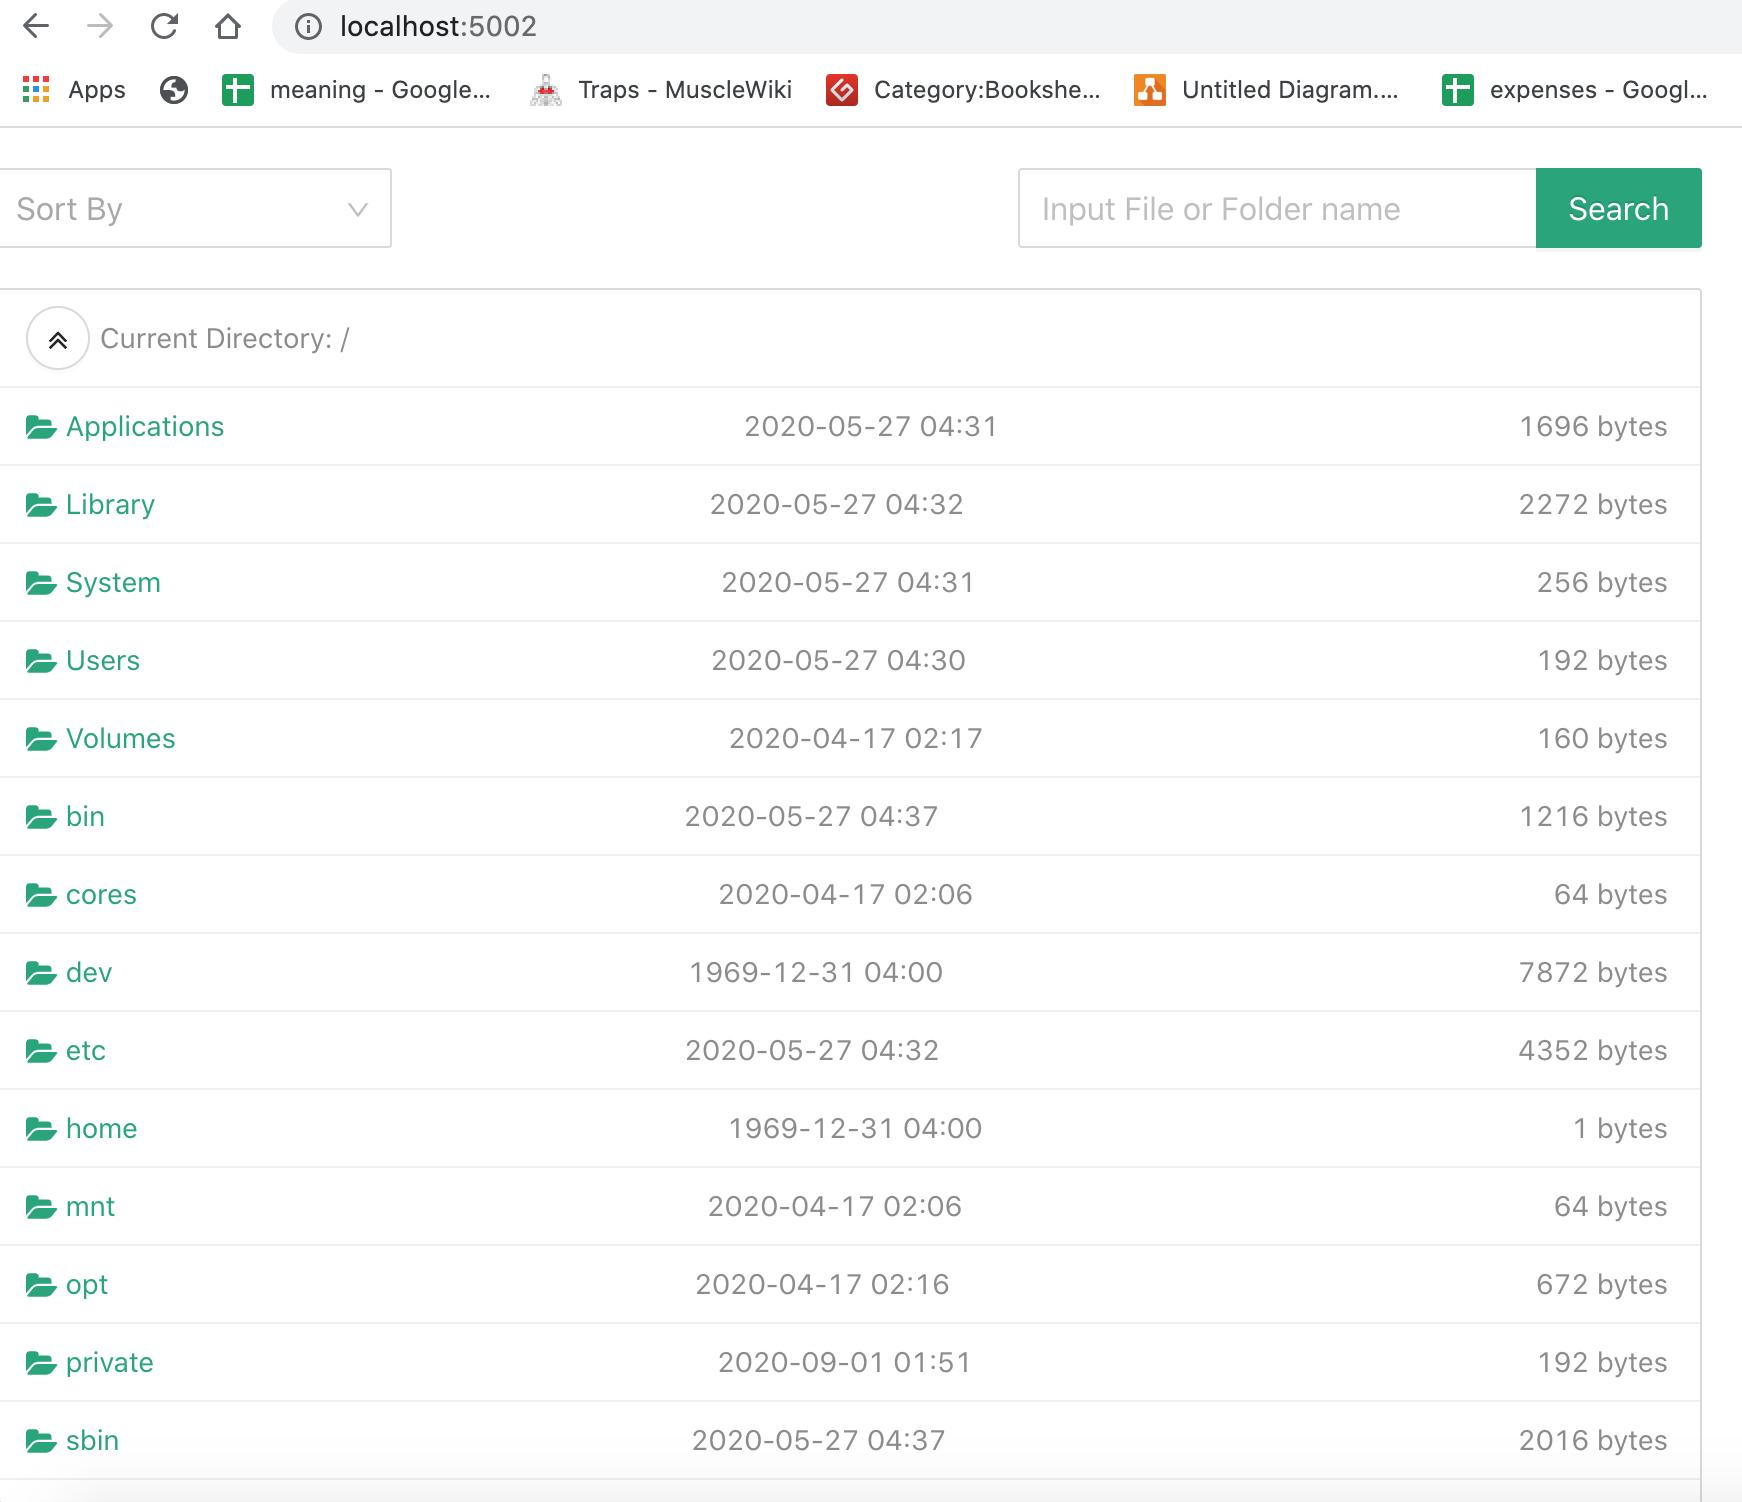 localhost:5002
Apps meaning - Google... Traps - MuscleWiki Category:Bookshe... Untitled Diagram.... expenses - Googl...
Sort By Input File or Folder name Search
Current Directory: /
Applications 2020-05-27 04:31 1696 bytes
Library 2020-05-27 04:32 2272 bytes
System 2020-05-27 04:31 256 bytes
Users 2020-05-27 04:30 192 bytes
Volumes 2020-04-17 02:17 160 bytes
bin 2020-05-27 04:37 1216 bytes
cores 2020-04-17 02:06 64 bytes
dev 1969-12-31 04:00 7872 bytes
etc 2020-05-27 04:32 4352 bytes
home 1969-12-31 04:00 1 bytes
mnt 2020-04-17 02:06 64 bytes
opt 2020-04-17 02:16 672 bytes
private 2020-09-01 01:51 192 bytes
sbin 2020-05-27 04:37 2016 bytes